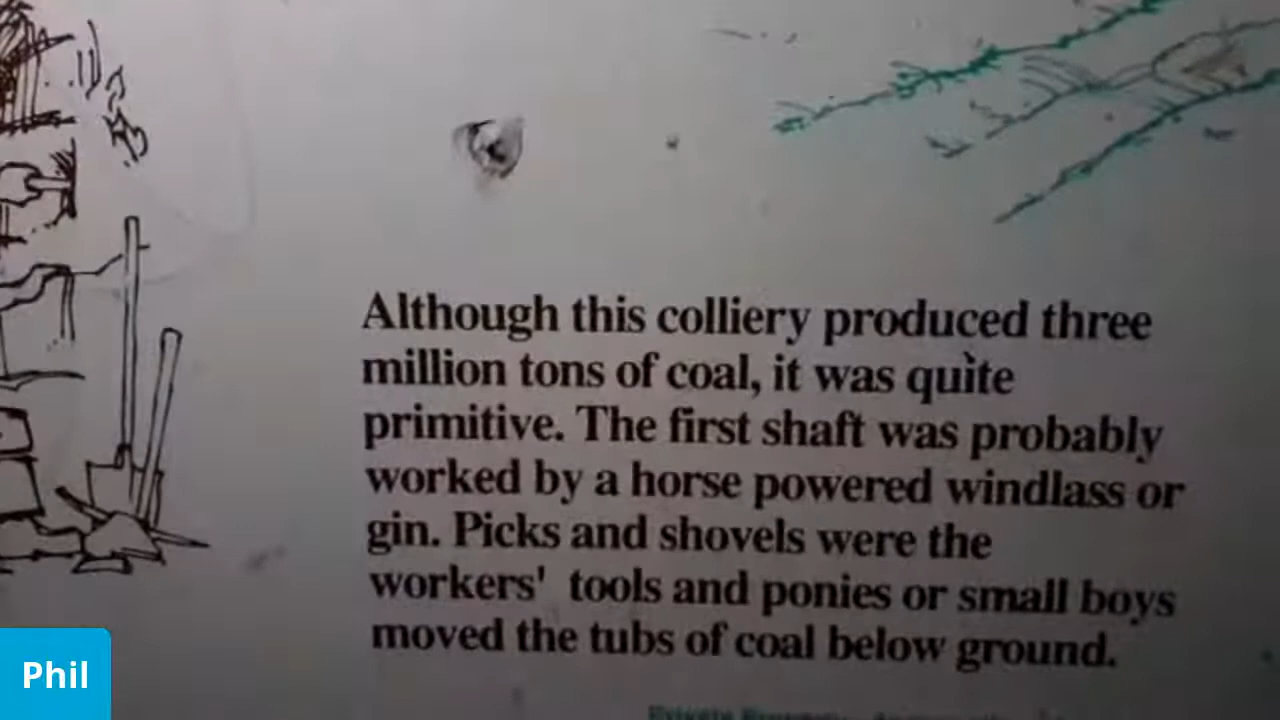 Although this colliery produced three
million tons of coal, it was quite
primitive. The first shaft was probably
worked by a horse powered windlass or
gin. Picks and shovels were the
workers' tools and ponies or small boys
moved the tubs of coal below ground.
Phil